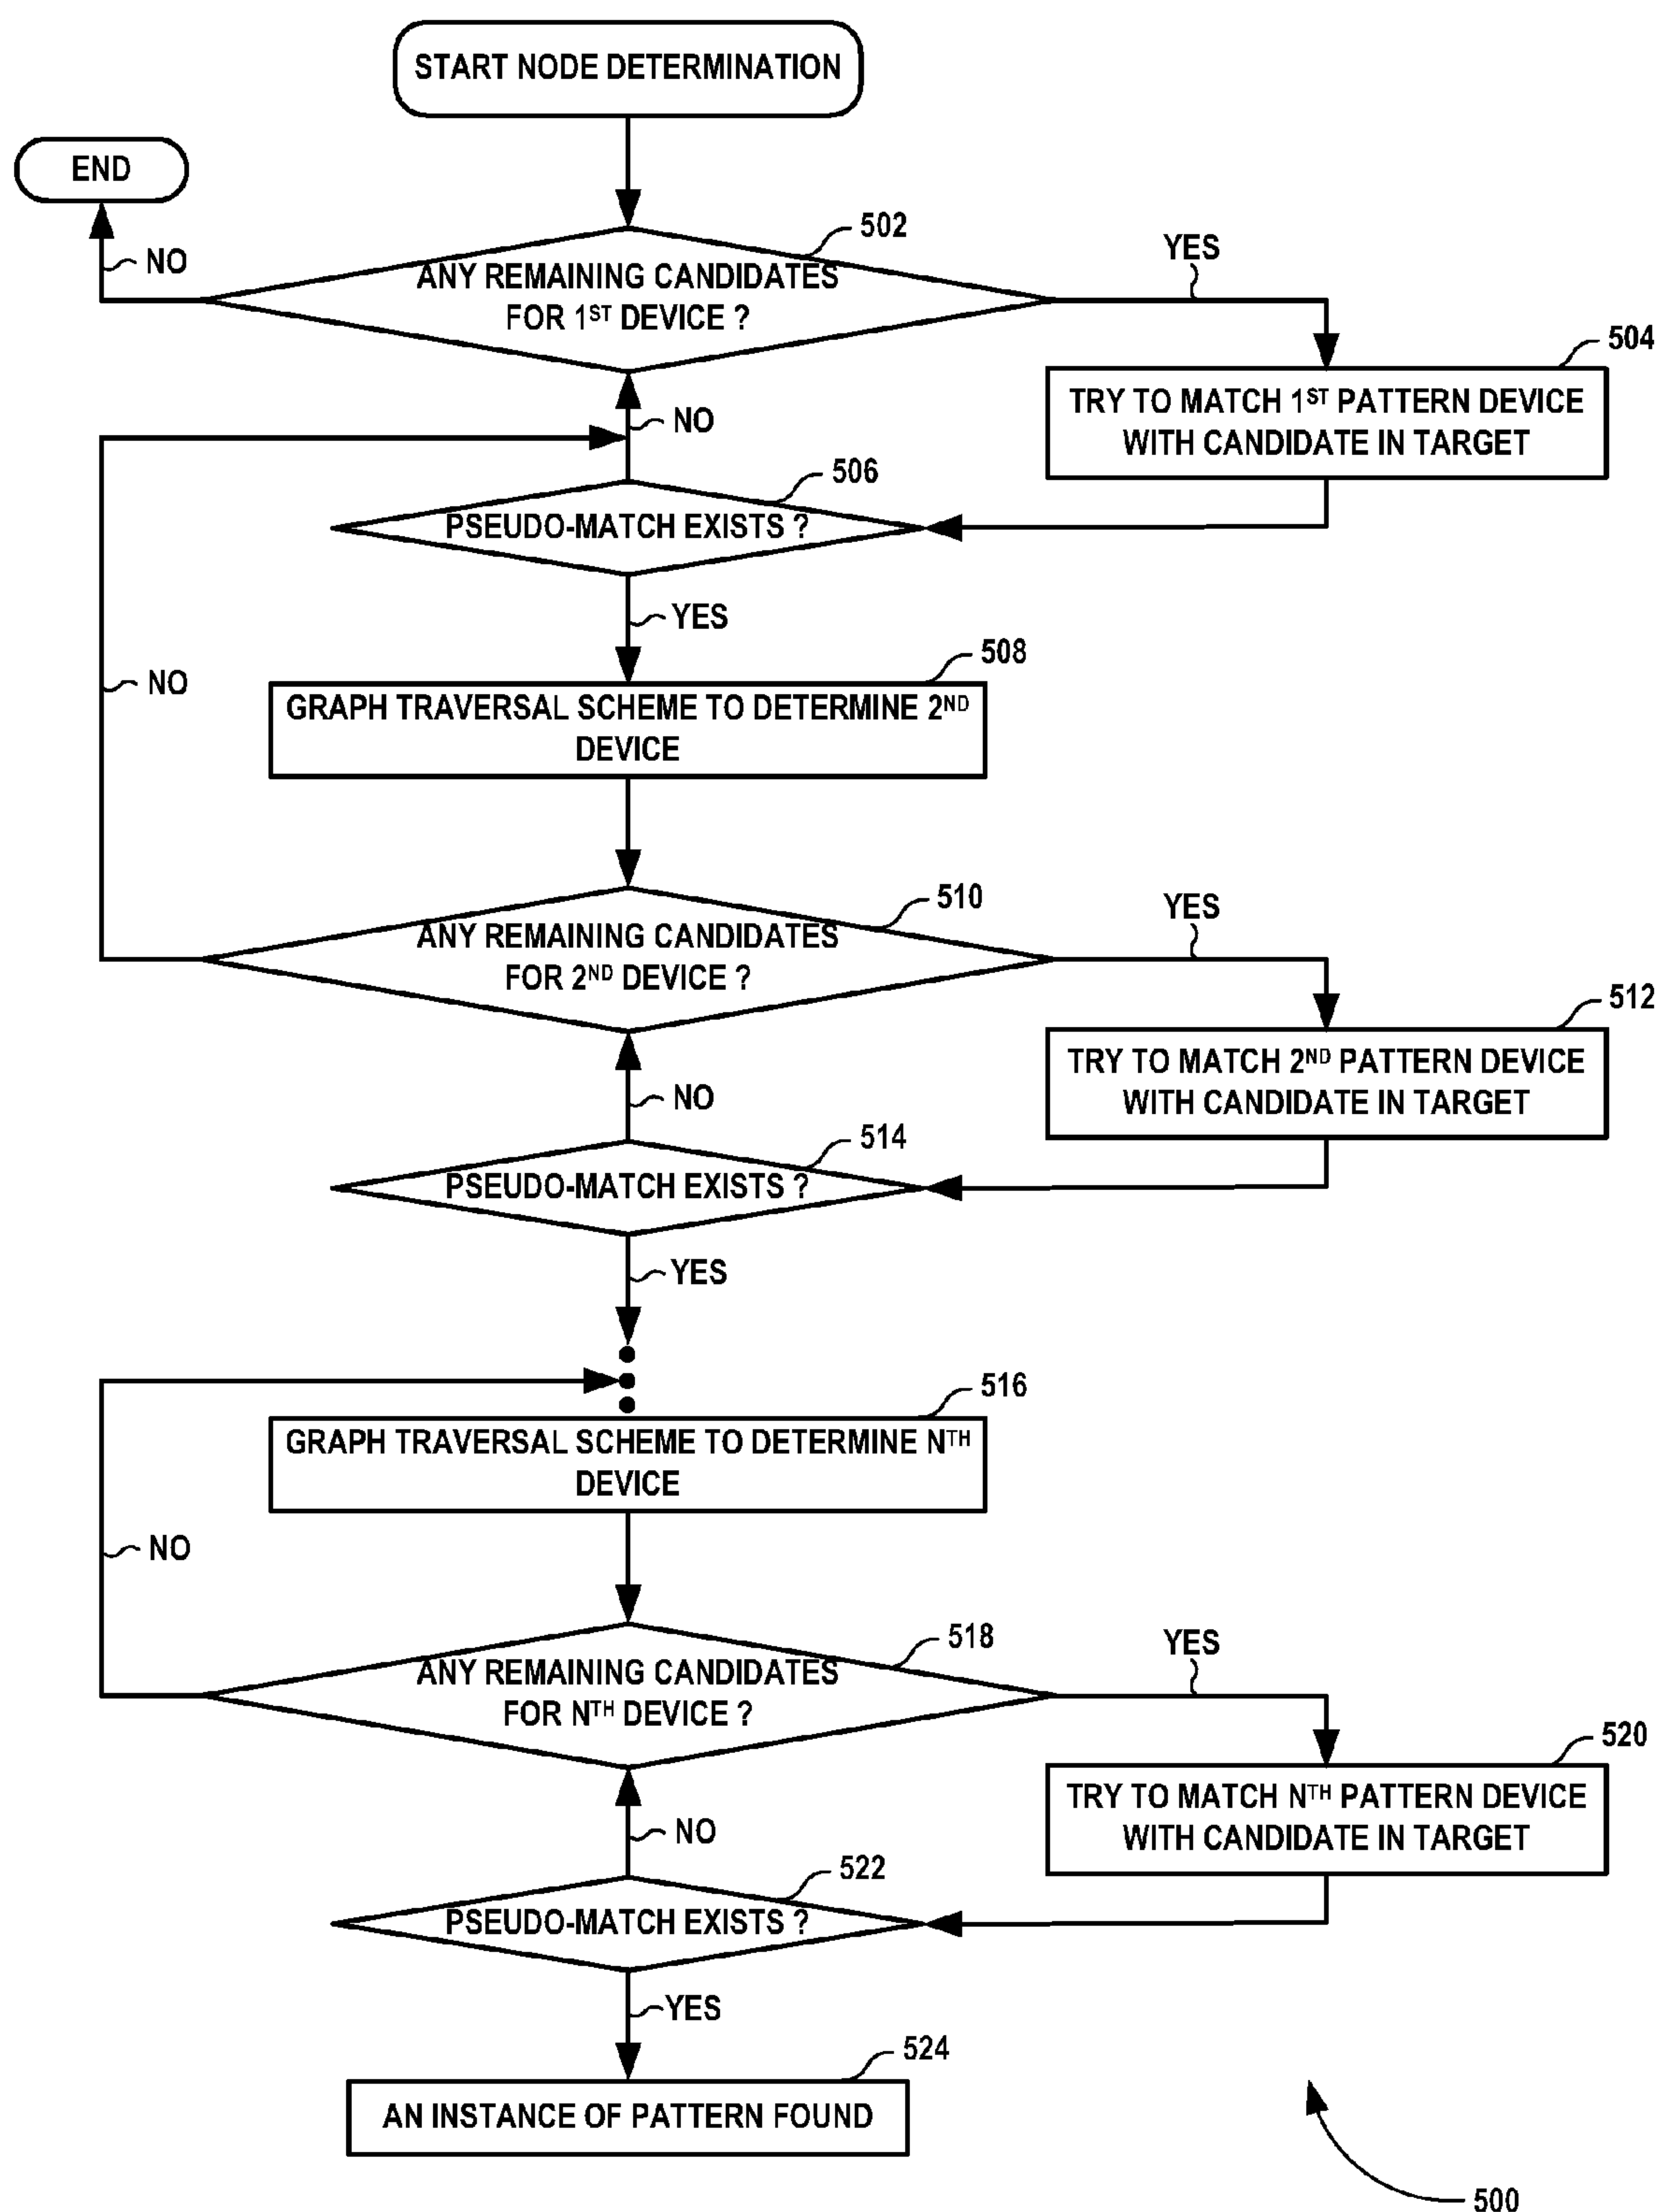 START NODE DETERMINATION
END
502
NO
ANY REMAINING CANDIDATES
FOR 1ST DEVICE ?
YES
504
TRY TO MATCH 1ST PATTERN DEVICE
WITH CANDIDATE IN TARGET
NO
506
PSEUDO-MATCH EXISTS ?
YES
508
GRAPH TRAVERSAL SCHEME TO DETERMINE 2ND
DEVICE
NO
510
ANY REMAINING CANDIDATES
FOR 2ND DEVICE ?
YES
512
TRY TO MATCH 2ND PATTERN DEVICE
WITH CANDIDATE IN TARGET
NO
514
PSEUDO-MATCH EXISTS ?
YES
516
GRAPH TRAVERSAL SCHEME TO DETERMINE NTH
DEVICE
NO
518
ANY REMAINING CANDIDATES
FOR NTH DEVICE ?
YES
520
TRY TO MATCH NTH PATTERN DEVICE
WITH CANDIDATE IN TARGET
NO
522
PSEUDO-MATCH EXISTS ?
YES
524
AN INSTANCE OF PATTERN FOUND
500